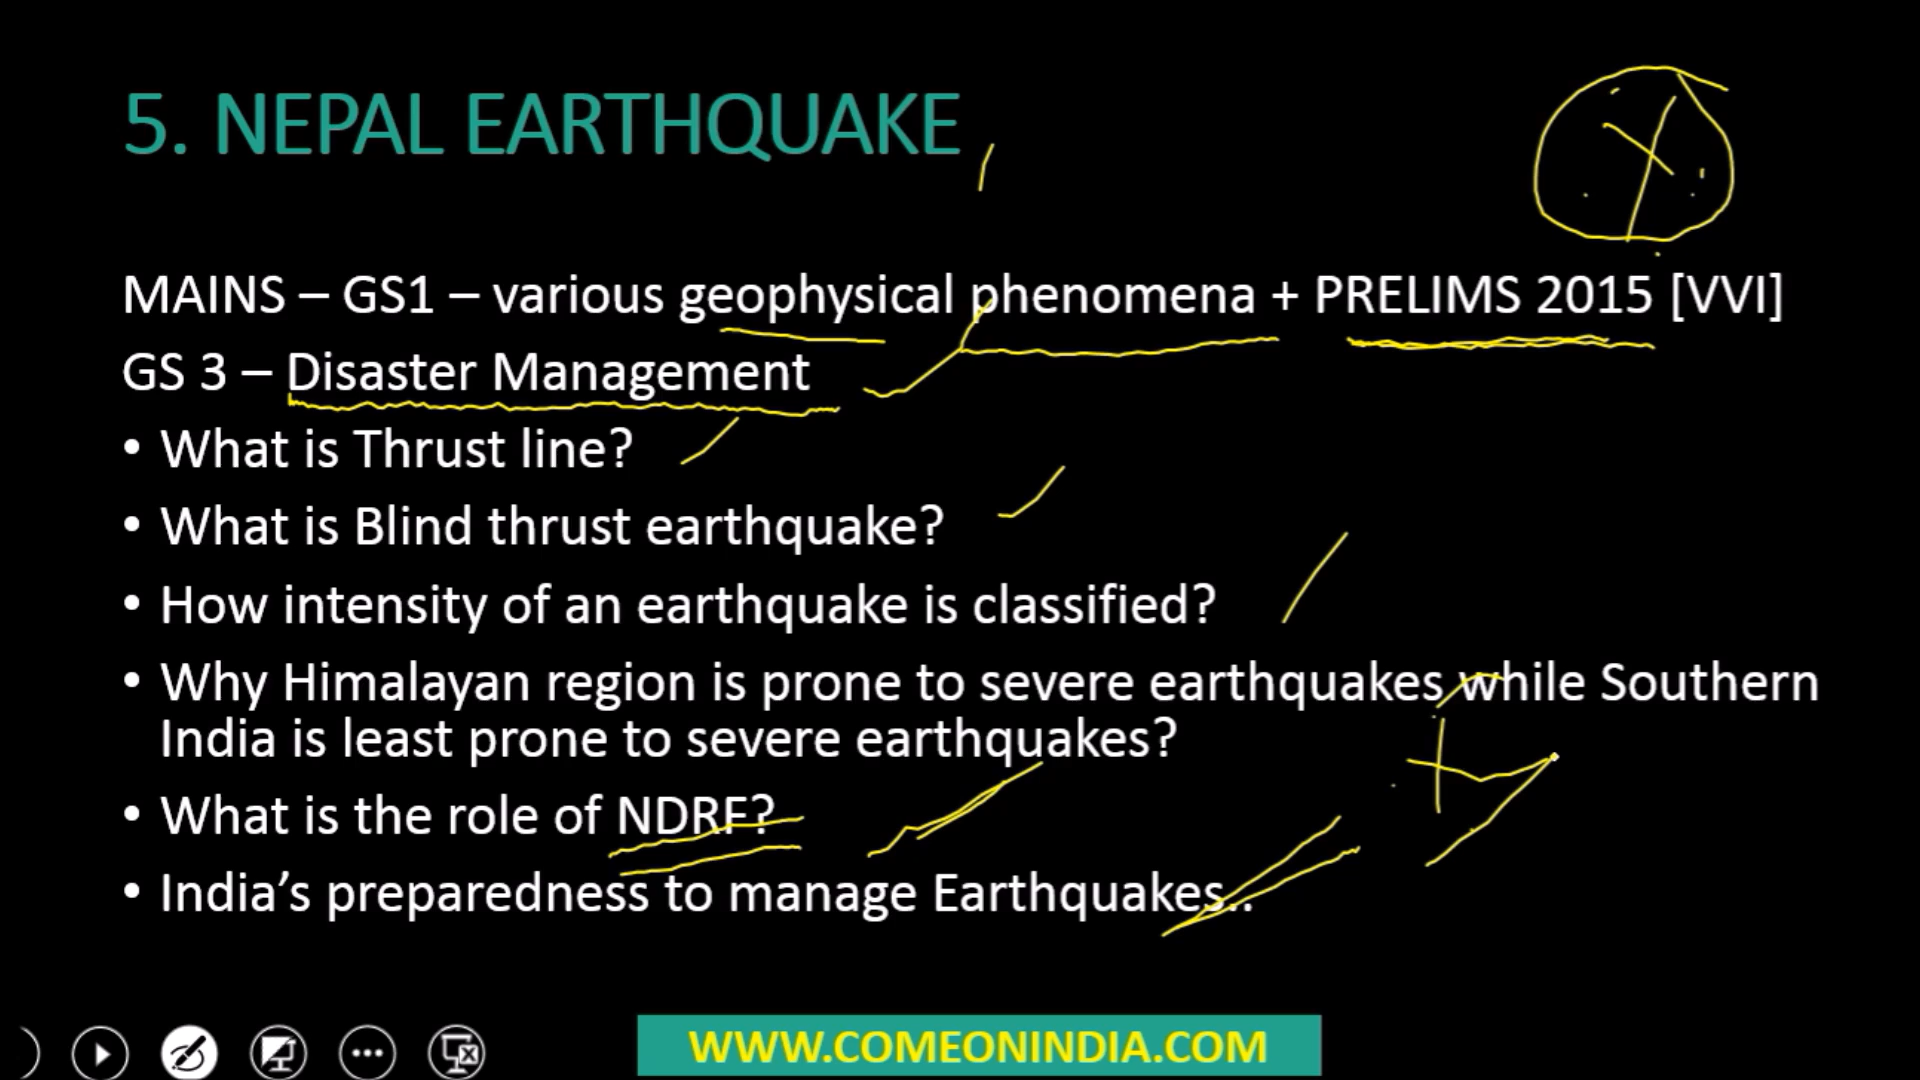 5. NEPAL EARTHQUAKE
MAINS – GS1 – various geophysical phenomena + PRELIMS 2015 [VVI]
GS 3 – Disaster Management
• What is Thrust line?
• What is Blind thrust earthquake?
• How intensity of an earthquake is classified?
• Why Himalayan region is prone to severe earthquakes while Southern
India is least prone to severe earthquakes?
• What is the role of NDRF?
• India’s preparedness to manage Earthquakes..
WWW.COMEONINDIA.COM